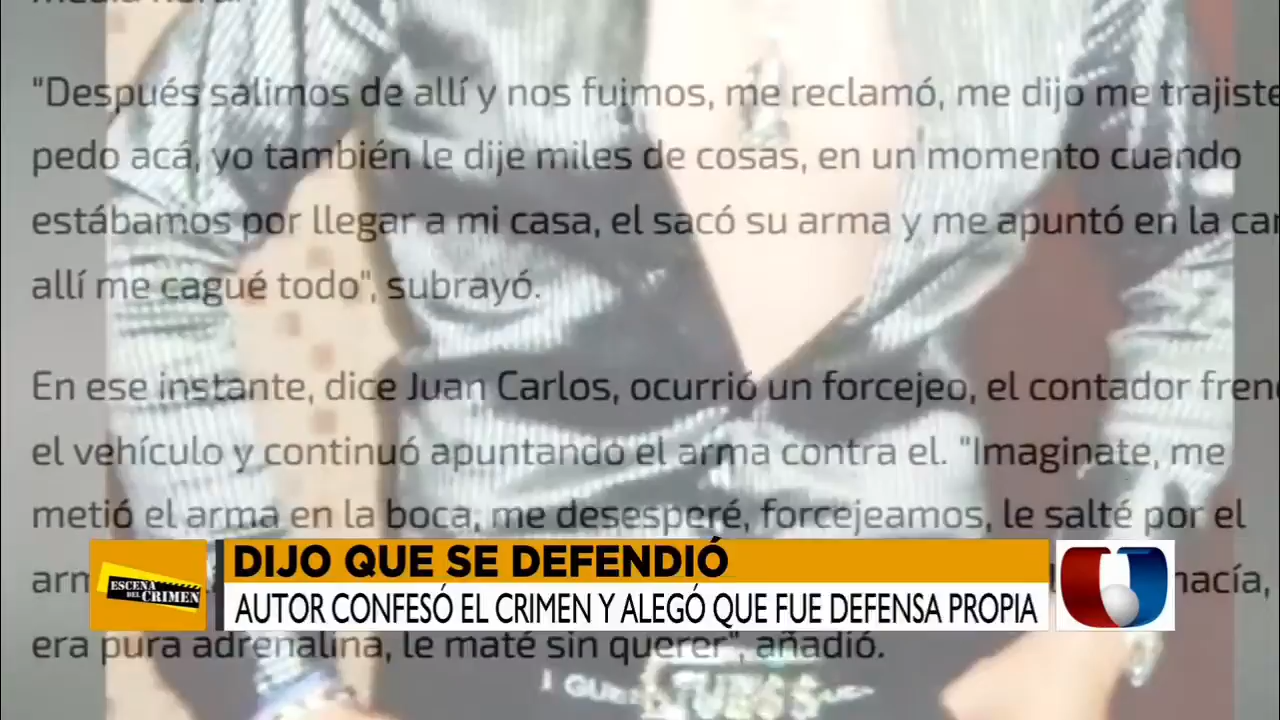 "Después salimos de allí y nos fuimos, me reclamó, me dijo me trajiste
pedo acá, yo también le dije miles de cosas, en un momento cuando
estábamos por llegar a mi casa, el sacó su arma y me apuntó en la
allí me cagué todo", subrayó.
En ese instante, dice Juan Carlos, ocurrió un forcejeo, el contador
el vehículo y continuó apuntando el arma contra el. "Imaginate, me
metió el arma en la boca, me desesperé, forcejeamos, le salté por el
DIJO QUE SE DEFENDIÓ
ESCENA
DEL CRIMEN
AUTOR CONFESÓ EL CRIMEN Y ALEGÓ QUE FUE DEFENSA PROPIA
era pura adrenalina, le maté sin querer", añadió.